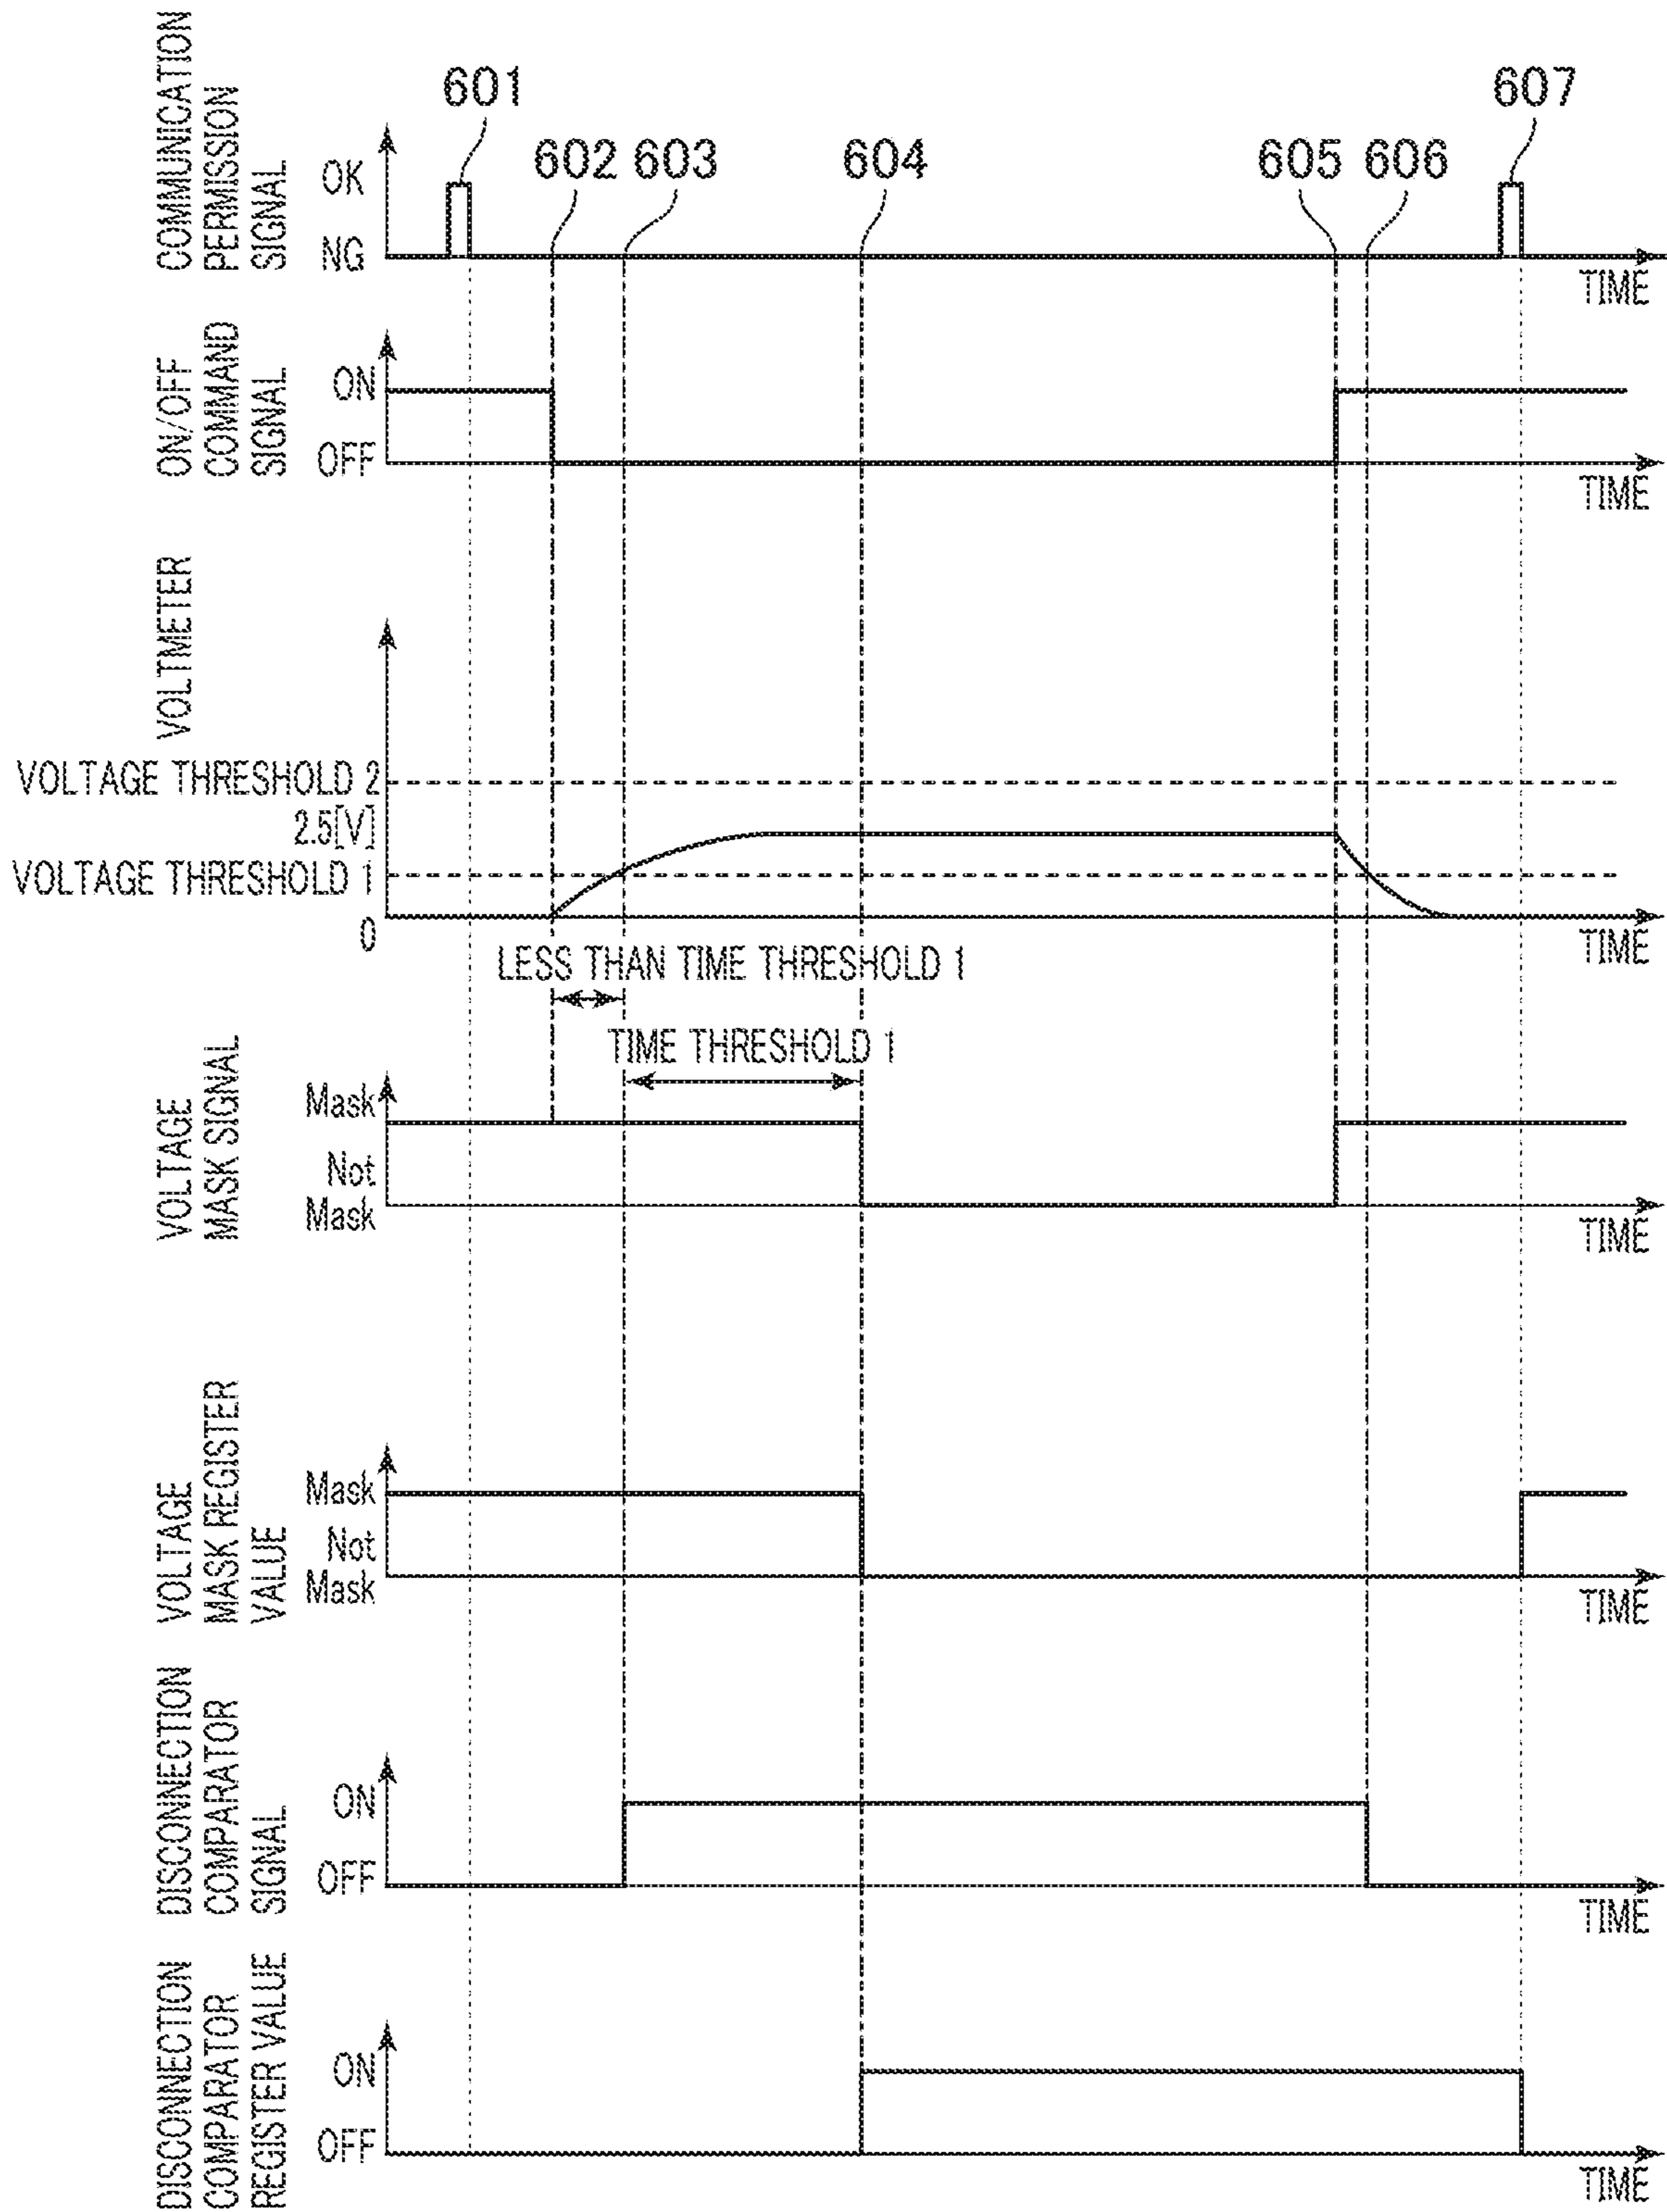 COMMUNICATION
PERMISSION
SIGNAL
OK
NG
601
602
603
604
605
606
607
TIME
ON/OFF
COMMAND
SIGNAL
ON
OFF
TIME
VOLTMETER
VOLTAGE THRESHOLD 2
2.5[V]
VOLTAGE THRESHOLD 1
0
TIME
LESS THAN TIME THRESHOLD 1
TIME THRESHOLD 1
VOLTAGE
MASK SIGNAL
Mask
Not
Mask
TIME
VOLTAGE
MASK REGISTER
VALUE
Mask
Not
Mask
TIME
DISCONNECTION
COMPARATOR
SIGNAL
ON
OFF
TIME
DISCONNECTION
COMPARATOR
REGISTER VALUE
ON
OFF
TIME